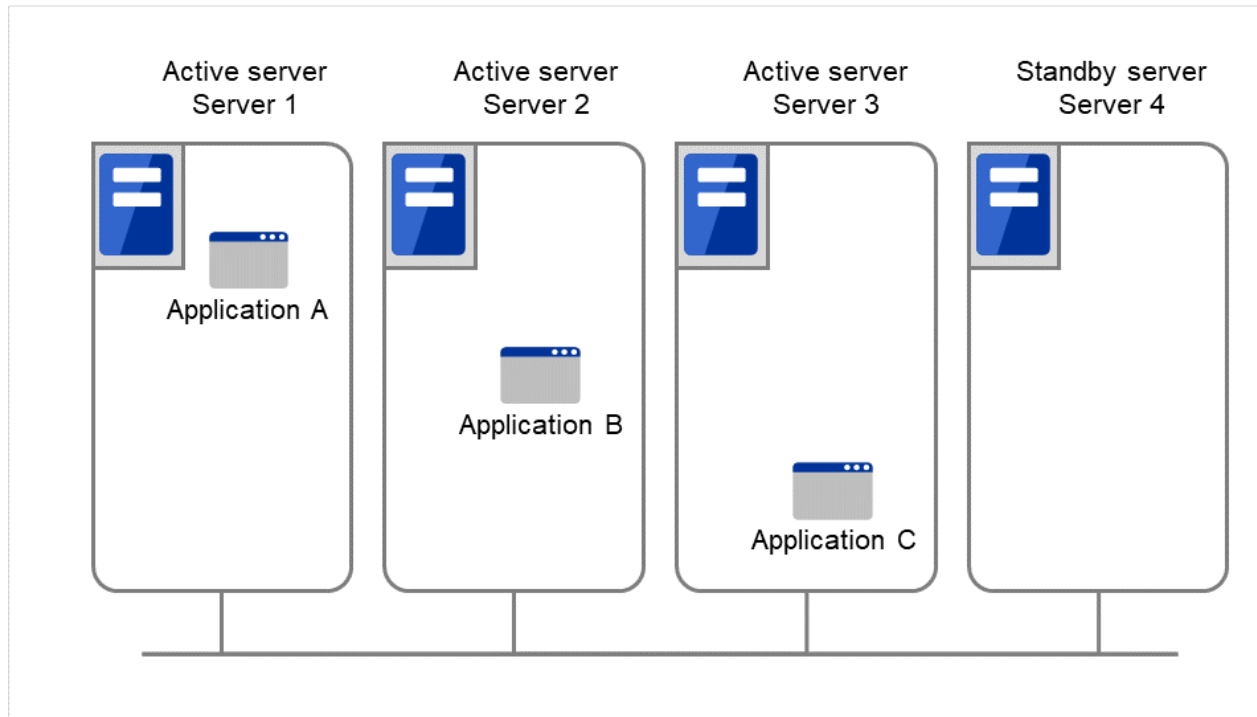 Active server
Server 1
Active server
Server 2
Active server
Server 3
Standby server
Server 4
Application A
Application B
Application C